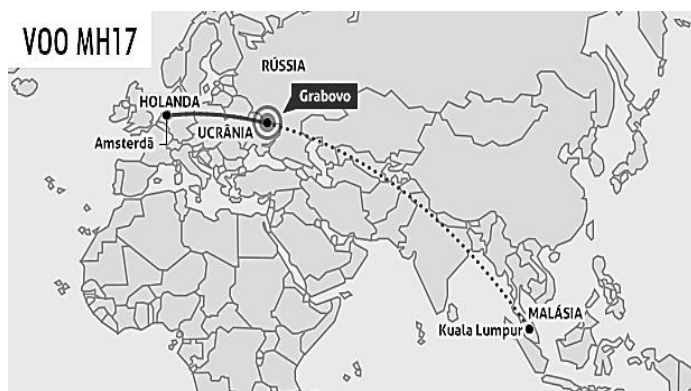 VOO MH17
RÚSSIA
Grabovo
HOLANDA
UCRÂNIA
Amsterdã
MALÁSIA
Kuala Lumpur